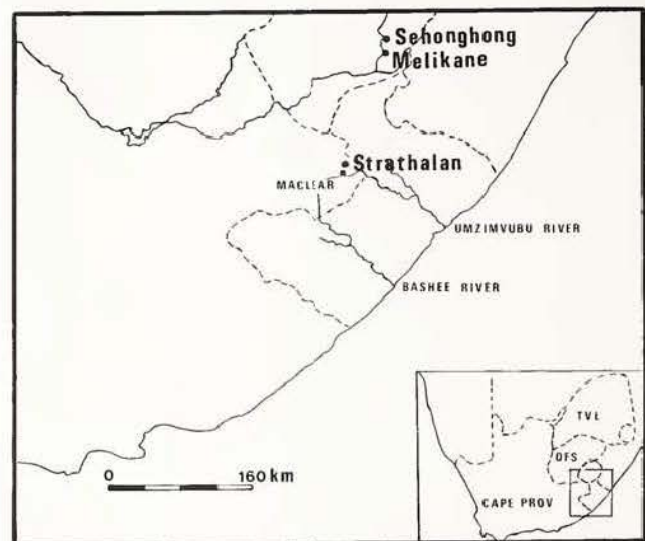 Sehonghong
Melikane
Strathalan
MACLEAR
UMZIMVUBU RIVER
BASHEE RIVER
0 160 km
TVL
OFS
CAPE PROV